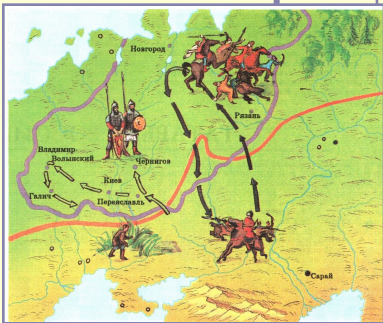 Новгород
Рязань
Владимир-
Волынский
Чернигов
Киев
Галич
Переяславль
Сарай